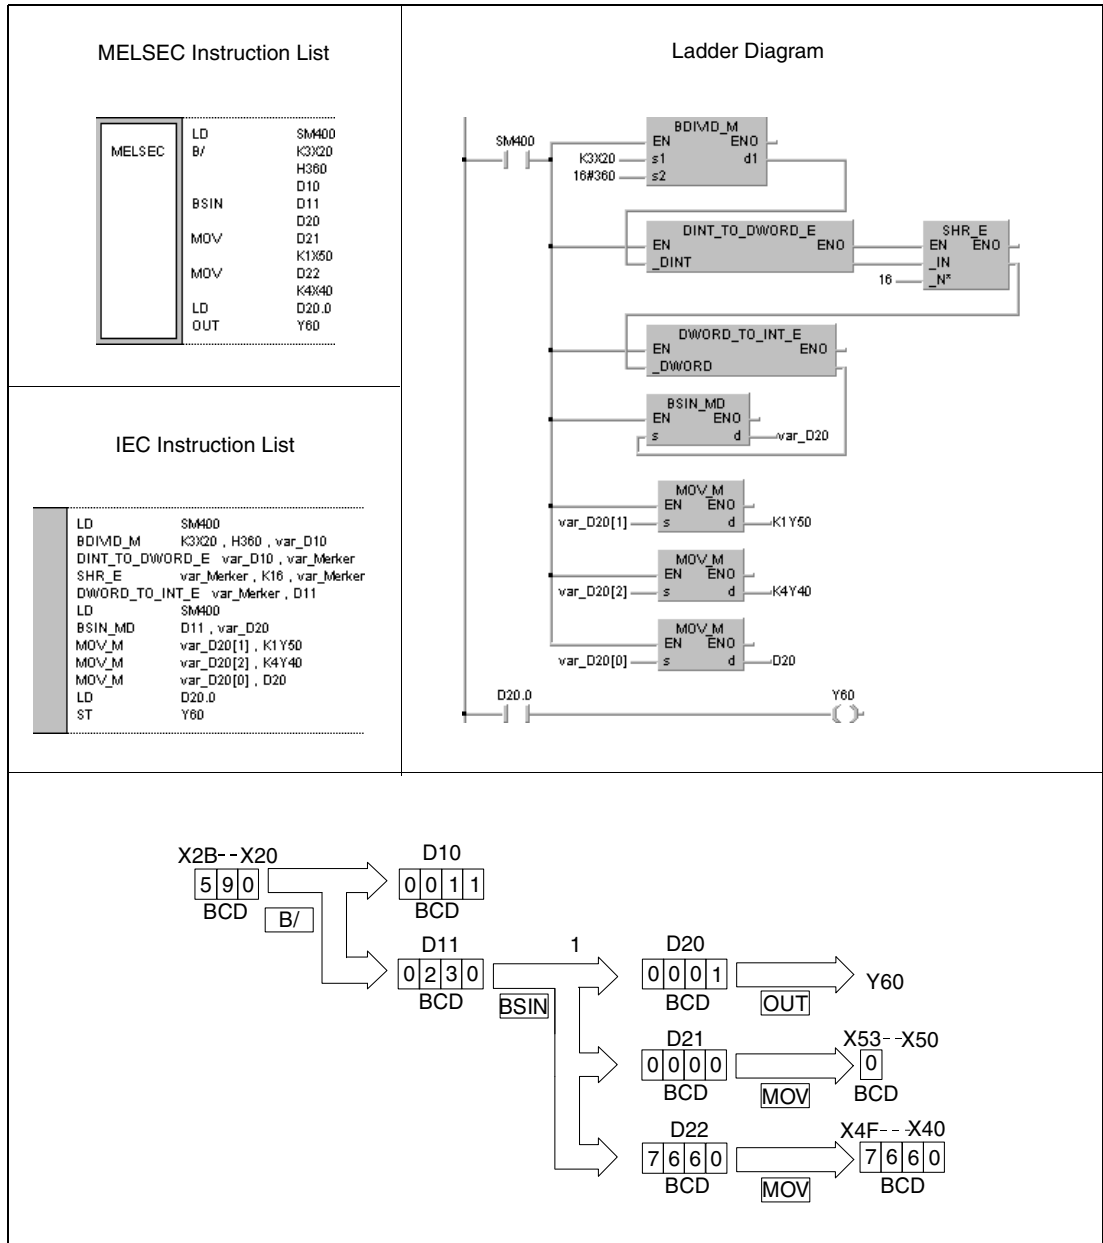 MELSEC Instruction List
MELSEC
LD SM400
B/ K3X20
H360
D10
BSIN D11
D20
MOV D21
K1X50
MOV D22
K4X40
LD D20.0
OUT Y60
IEC Instruction List
LD SM400
BDIVID_M K3X20 , H360 , var_D10
DINT_TO_DWORD_E var_D10 , var_Merker
SHR_E var_Merker , K16 , var_Merker
DWORD_TO_INT_E var_Merker , D11
LD SM400
BSIN_MD D11 , var_D20
MOV_M var_D20[1] , K1Y50
MOV_M var_D20[2] , K4Y40
MOV_M var_D20[0] , D20
LD D20.0
ST Y60
Ladder Diagram
SM400
BDIVID_M
EN ENO
K3X20 s1 d1
16#360 s2
DINT_TO_DWORD_E
EN ENO
_DINT
SHR_E
EN ENO
_IN
16 _N*
DWORD_TO_INT_E
EN ENO
_DWORD
BSIN_MD
EN ENO
s d var_D20
MOV_M
EN ENO
var_D20[1] s d K1Y50
MOV_M
EN ENO
var_D20[2] s d K4Y40
MOV_M
EN ENO
var_D20[0] s d D20
D20.0 Y60
X2B--X20 D10
5 9 0 0 0 1 1
BCD B/ BCD
D11 1 D20
0 2 3 0 0 0 0 1 Y60
BCD BSIN BCD OUT
D21 X53--X50
0 0 0 0 0
BCD MOV BCD
D22 X4F---X40
7 6 6 0 7 6 6 0
BCD MOV BCD